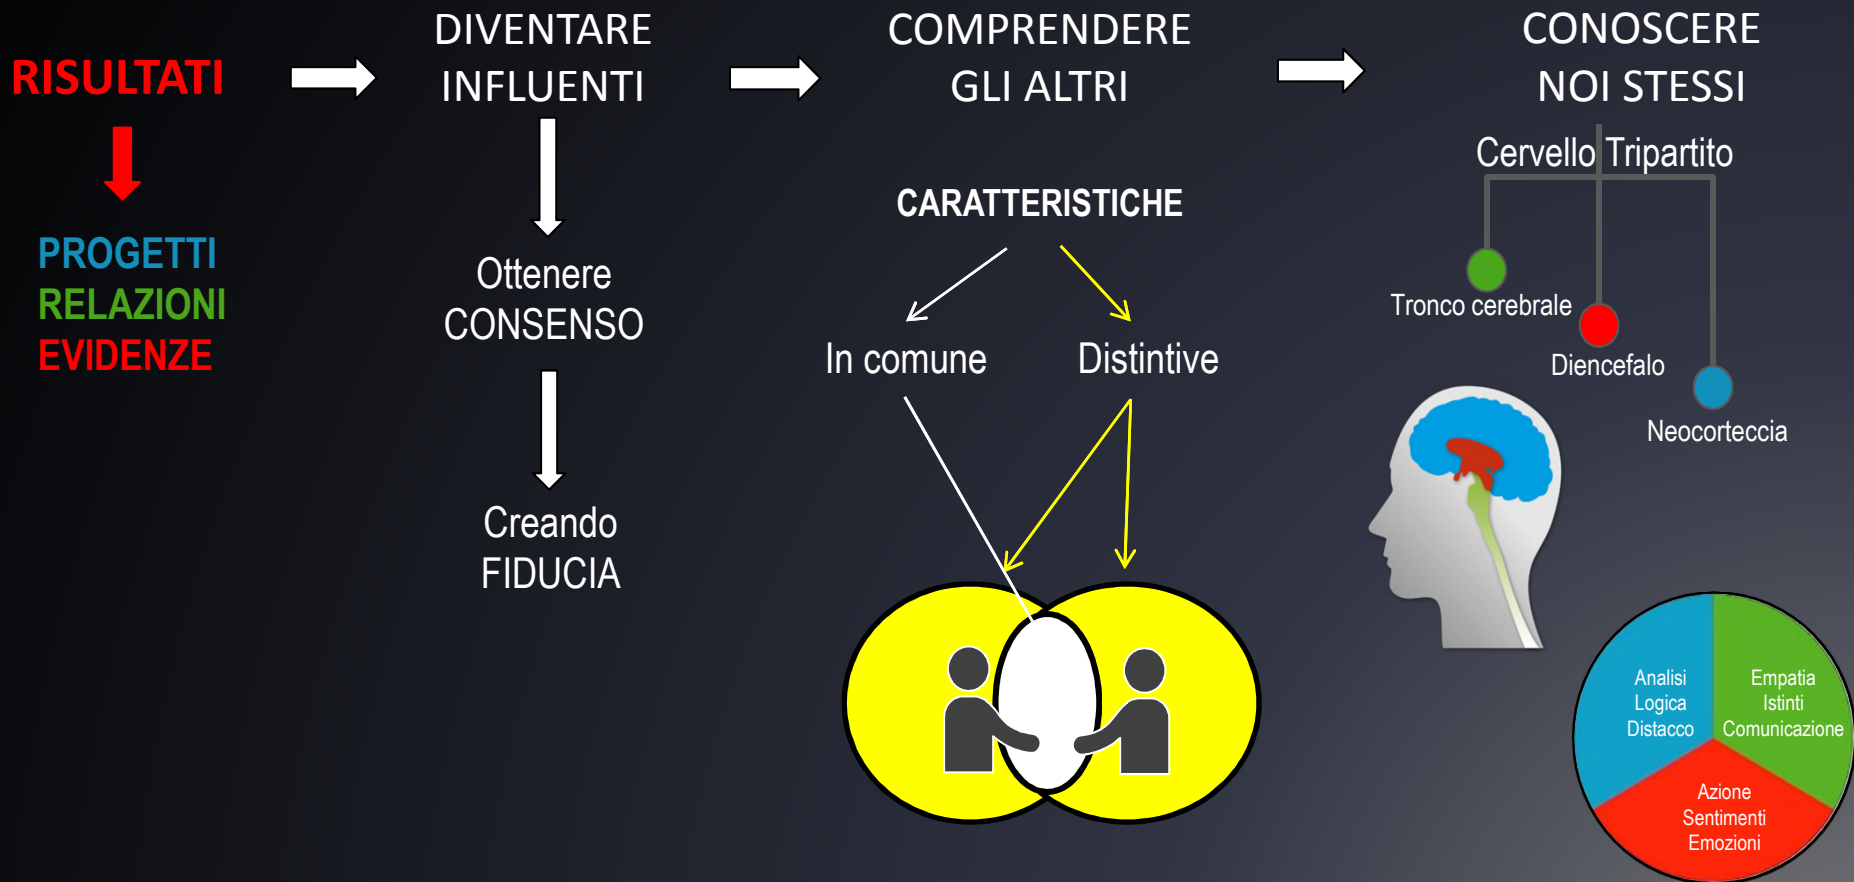 RISULTATI
PROGETTI
RELAZIONI
EVIDENZE
DIVENTARE
INFLUENTI
Ottenere
CONSENSO
Creando
FIDUCIA
COMPRENDERE
GLI ALTRI
CARATTERISTICHE
In comune
Distintive
CONOSCERE
NOI STESSI
Cervello Tripartito
Tronco cerebrale
Diencefalo
Neocorteccia
Analisi
Logica
Distacco
Empatia
Istinti
Comunicazione
Azione
Sentimenti
Emozioni